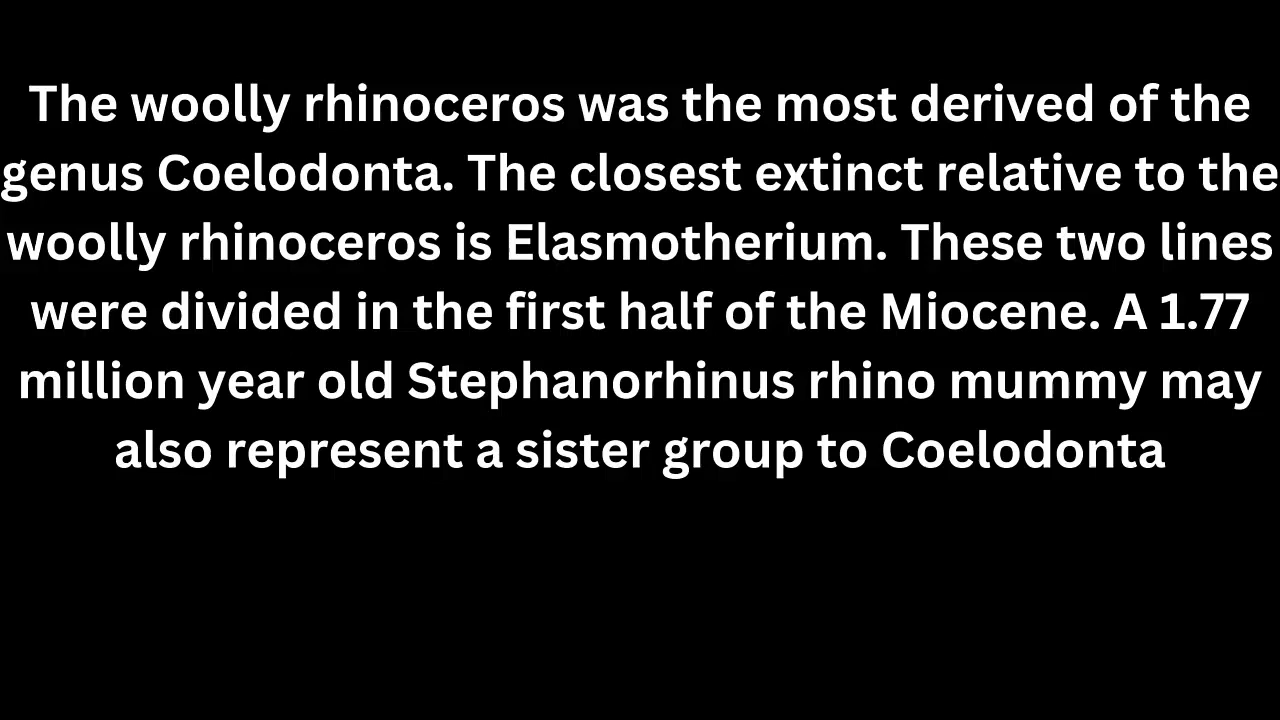 The woolly rhinoceros was the most derived of the
genus Coelodonta. The closest extinct relative to the
woolly rhinoceros is Elasmotherium. These two lines
were divided in the first half of the Miocene. A 1.77
million year old Stephanorhinus rhino mummy may
also represent a sister group to Coelodonta